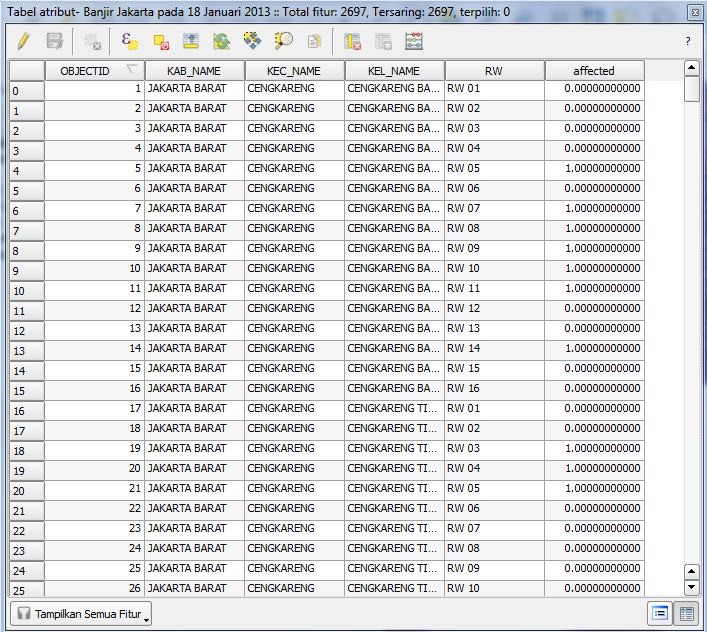 Tabel atribut- Banjir Jakarta pada 18 Januari 2013 :: Total fitur: 2697, Tersaring: 2697, terpilih: 0
?
OBJECTID KAB_NAME KEC_NAME KEL_NAME RW affected
0 1 JAKARTA BARAT CENGKARENG CENGKARENG BA... RW 01 0.00000000000
1 2 JAKARTA BARAT CENGKARENG CENGKARENG BA... RW 02 0.00000000000
2 3 JAKARTA BARAT CENGKARENG CENGKARENG BA... RW 03 0.00000000000
3 4 JAKARTA BARAT CENGKARENG CENGKARENG BA... RW 04 0.00000000000
4 5 JAKARTA BARAT CENGKARENG CENGKARENG BA... RW 05 1.00000000000
5 6 JAKARTA BARAT CENGKARENG CENGKARENG BA... RW 06 0.00000000000
6 7 JAKARTA BARAT CENGKARENG CENGKARENG BA... RW 07 1.00000000000
7 8 JAKARTA BARAT CENGKARENG CENGKARENG BA... RW 08 1.00000000000
8 9 JAKARTA BARAT CENGKARENG CENGKARENG BA... RW 09 1.00000000000
9 10 JAKARTA BARAT CENGKARENG CENGKARENG BA... RW 10 1.00000000000
10 11 JAKARTA BARAT CENGKARENG CENGKARENG BA... RW 11 1.00000000000
11 12 JAKARTA BARAT CENGKARENG CENGKARENG BA... RW 12 0.00000000000
12 13 JAKARTA BARAT CENGKARENG CENGKARENG BA... RW 13 0.00000000000
13 14 JAKARTA BARAT CENGKARENG CENGKARENG BA... RW 14 1.00000000000
14 15 JAKARTA BARAT CENGKARENG CENGKARENG BA... RW 15 0.00000000000
15 16 JAKARTA BARAT CENGKARENG CENGKARENG BA... RW 16 0.00000000000
16 17 JAKARTA BARAT CENGKARENG CENGKARENG TI... RW 01 0.00000000000
17 18 JAKARTA BARAT CENGKARENG CENGKARENG TI... RW 02 0.00000000000
18 19 JAKARTA BARAT CENGKARENG CENGKARENG TI... RW 03 1.00000000000
19 20 JAKARTA BARAT CENGKARENG CENGKARENG TI... RW 04 1.00000000000
20 21 JAKARTA BARAT CENGKARENG CENGKARENG TI... RW 05 1.00000000000
21 22 JAKARTA BARAT CENGKARENG CENGKARENG TI... RW 06 0.00000000000
22 23 JAKARTA BARAT CENGKARENG CENGKARENG TI... RW 07 0.00000000000
23 24 JAKARTA BARAT CENGKARENG CENGKARENG TI... RW 08 0.00000000000
24 25 JAKARTA BARAT CENGKARENG CENGKARENG TI... RW 09 0.00000000000
25 26 JAKARTA BARAT CENGKARENG CENGKARENG TI... RW 10 0.00000000000
Tampilkan Semua Fitur